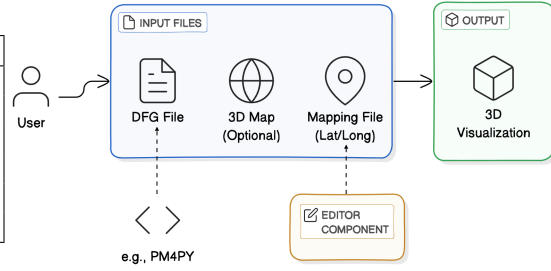 INPUT FILES
OUTPUT
User
DFG File
3D Map
(Optional)
Mapping File
(Lat/Long)
3D
Visualization
EDITOR
COMPONENT
e.g., PM4PY